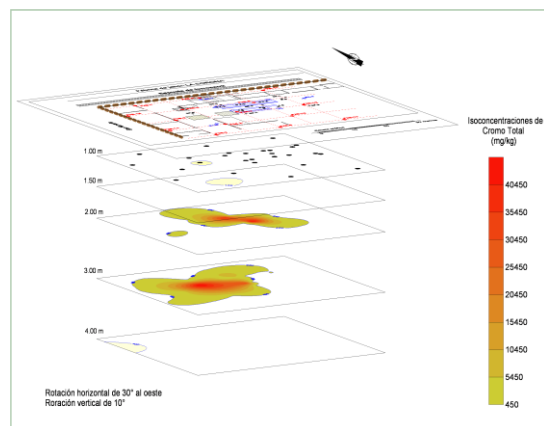 Isoconcentraciones de
Cromo Total
(mg/kg)
1.00 m
1.50 m
2.00 m
3.00 m
4.00 m
40450
35450
30450
25450
20450
15450
10450
5450
450
Rotación horizontal de 30° al oeste
Roración vertical de 10°